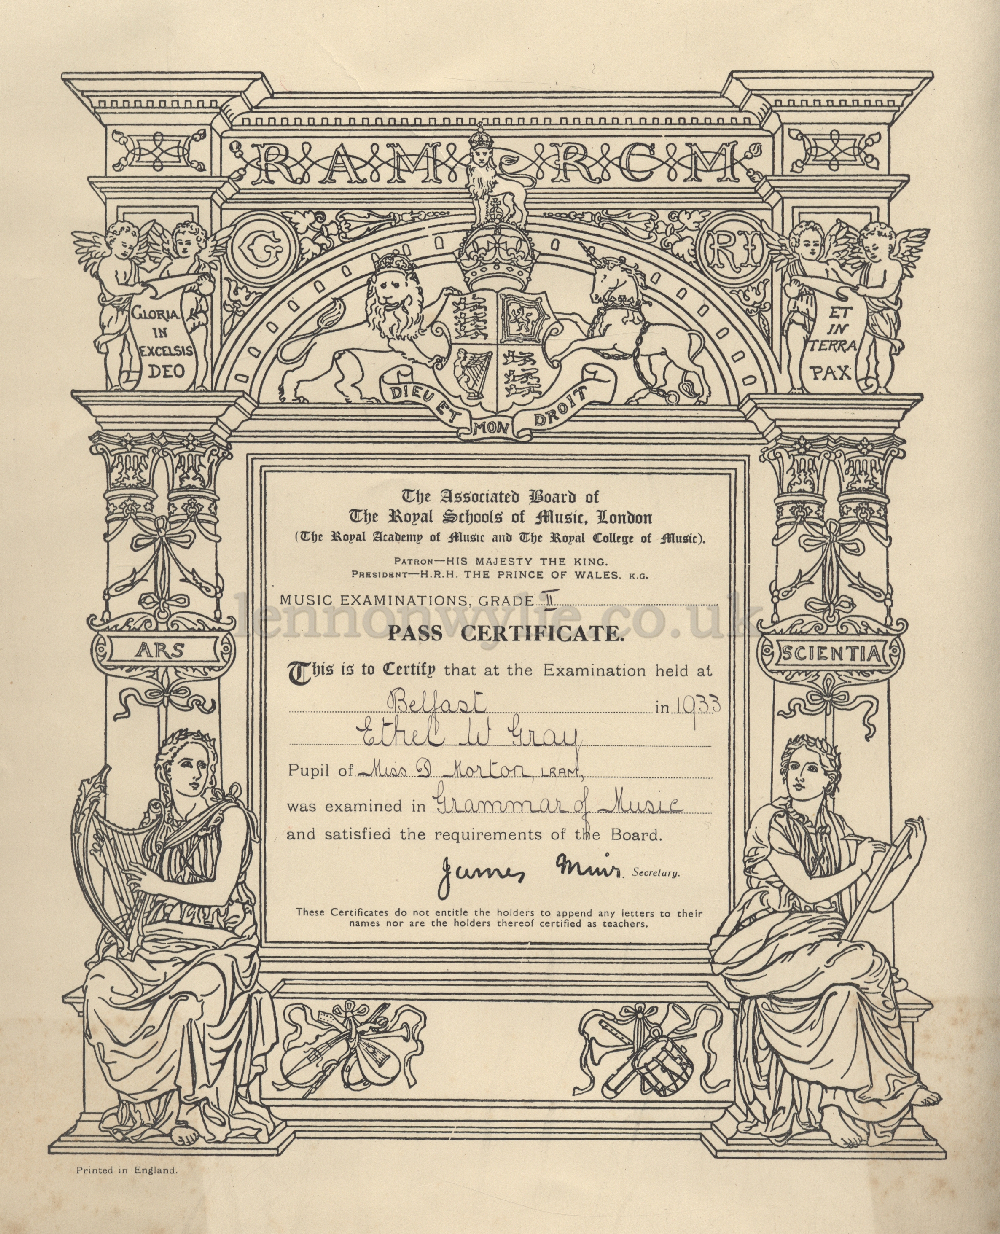 R·A·M R·C·M
G RI
GLORIA
IN
EXCELSIS
DEO
ET
IN
TERRA
PAX
DIEU ET MON DROIT
The Associated Board of
The Royal Schools of Music, London
(The Royal Academy of Music and The Royal College of Music).
PATRON—HIS MAJESTY THE KING.
PRESIDENT—H.R.H. THE PRINCE OF WALES, K.G.
MUSIC EXAMINATIONS, GRADE II
lennonwylie.co.uk
PASS CERTIFICATE.
ARS
SCIENTIA
This is to Certify that at the Examination held at
Belfast in 1933
Ethel W Gray
Pupil of Miss D Morton, LRAM,
was examined in Grammar of Music
and satisfied the requirements of the Board.
James Muir. Secretary.
These Certificates do not entitle the holders to append any letters to their
names nor are the holders thereof certified as teachers.
Printed in England.